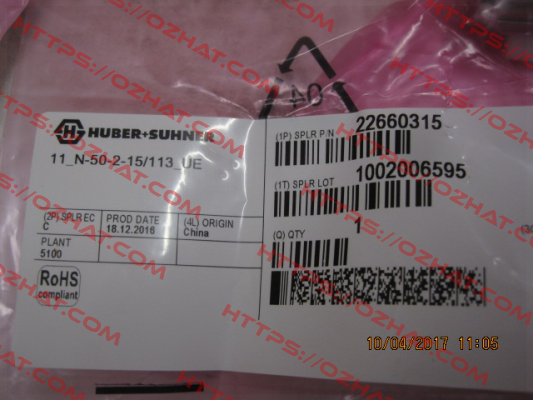 HUBER+SUHNER
11_N-50-2-15/113_UE
(2P) SPLR EC
C
PROD DATE
18.12.2016
(4L) ORIGIN
China
PLANT
5100
RoHS
compliant
(1P) SPLR P/N
22660315
(1T) SPLR LOT
1002006595
(Q) QTY
1
04
10/04/2017 11:05
HTTPS://OZHAT.COM